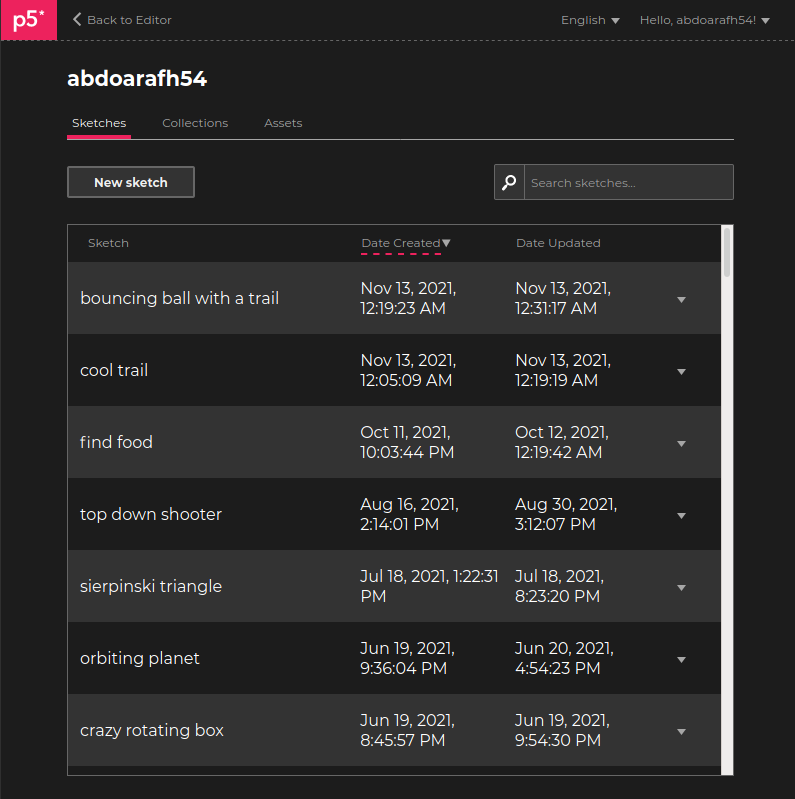 p5*
Back to Editor
English
Hello, abdoarafh54!
abdoarafh54
Sketches
Collections
Assets
New sketch
Search sketches...
Sketch
Date Created
Date Updated
bouncing ball with a trail
Nov 13, 2021,
12:19:23 AM
Nov 13, 2021,
12:31:17 AM
cool trail
Nov 13, 2021,
12:05:09 AM
Nov 13, 2021,
12:19:19 AM
find food
Oct 11, 2021,
10:03:44 PM
Oct 12, 2021,
12:19:42 AM
top down shooter
Aug 16, 2021,
2:14:01 PM
Aug 30, 2021,
3:12:07 PM
sierpinski triangle
Jul 18, 2021, 1:22:31
PM
Jul 18, 2021,
8:23:20 PM
orbiting planet
Jun 19, 2021,
9:36:04 PM
Jun 20, 2021,
4:54:23 PM
crazy rotating box
Jun 19, 2021,
8:45:57 PM
Jun 19, 2021,
9:54:30 PM